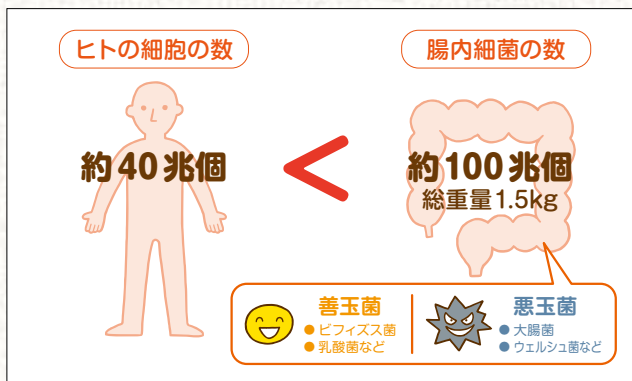 ヒトの細胞の数
腸内細菌の数
約40兆個
<
約100兆個
総重量1.5kg
善玉菌
●ビフィズス菌
●乳酸菌など
悪玉菌
●大腸菌
●ウェルシュ菌など